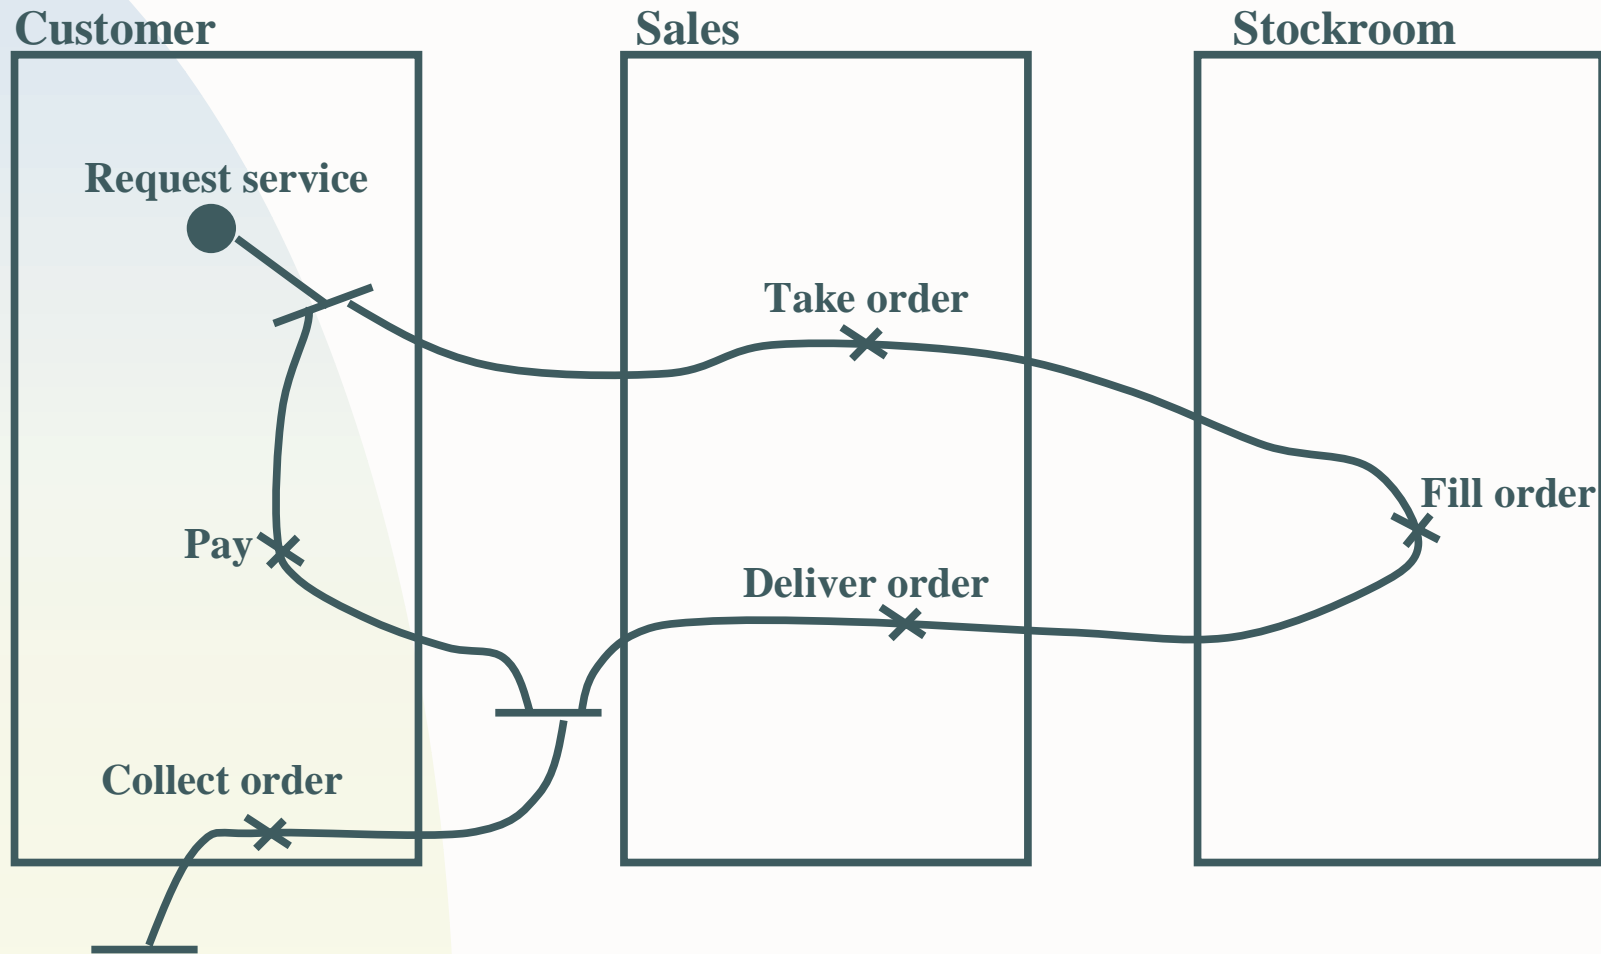 Customer
Sales
Stockroom
Request service
Take order
Fill order
Pay
Deliver order
Collect order